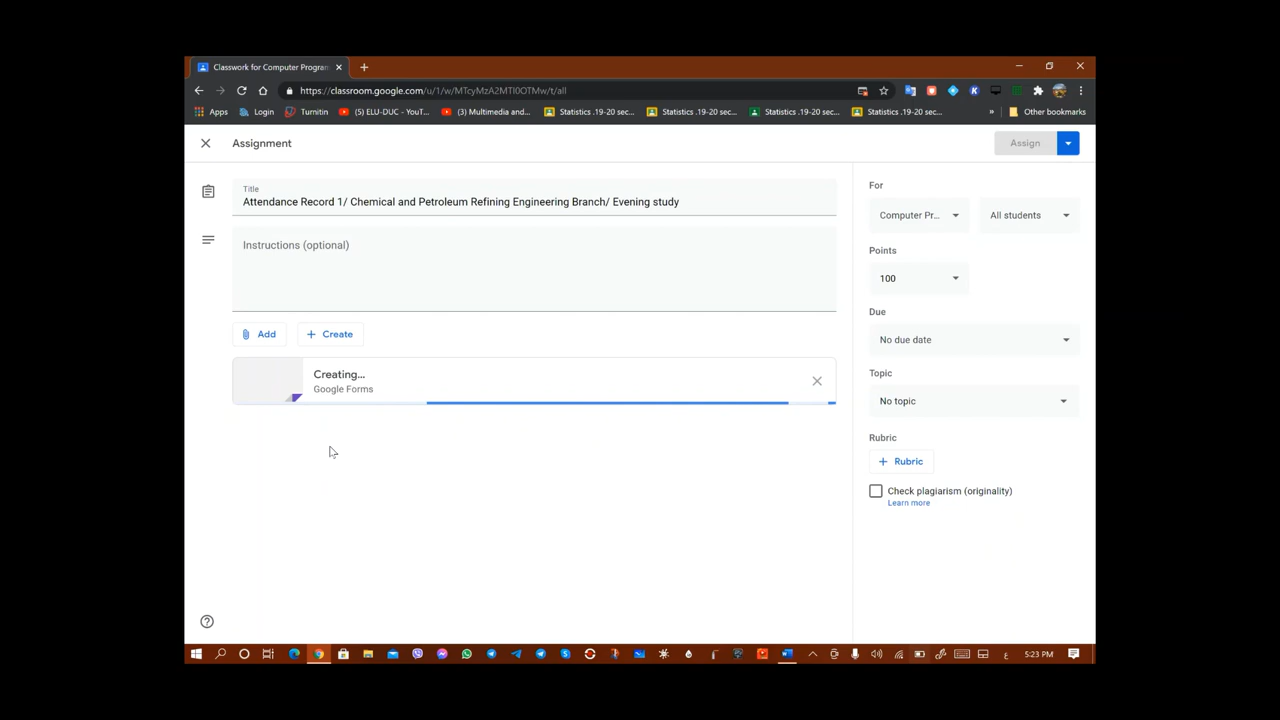 Classwork for Computer Progran
https://classroom.google.com/u/1/w/MTcyMzA2MTI0OTMw/t/all
Apps
Login
Turnitin
(5) ELU-DUC - YouT...
(3) Multimedia and...
Statistics .19-20 sec...
Statistics .19-20 sec...
Statistics .19-20 sec...
Statistics .19-20 sec...
»
Other bookmarks
Assignment
Assign
Title
Attendance Record 1/ Chemical and Petroleum Refining Engineering Branch/ Evening study
Instructions (optional)
Add
+ Create
Creating...
Google Forms
For
Computer Pr...
All students
Points
100
Due
No due date
Topic
No topic
Rubric
+ Rubric
Check plagiarism (originality)
Learn more
ع
5:23 PM